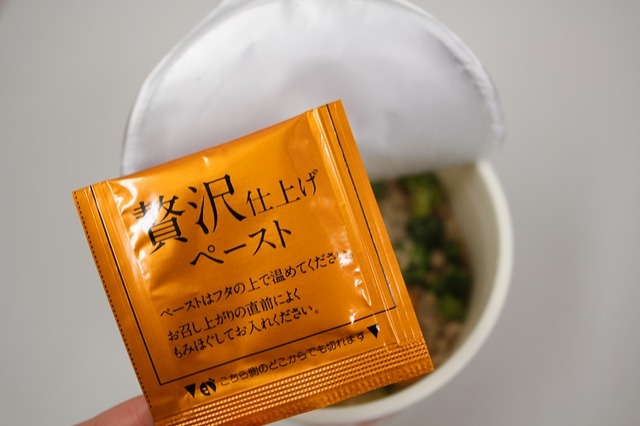 贅沢仕上げ
ペースト
ペーストはフタの上で温めてください。
お召し上がりの直前によく
もみほぐしてお入れください。
こちら側のどこからでも切れます